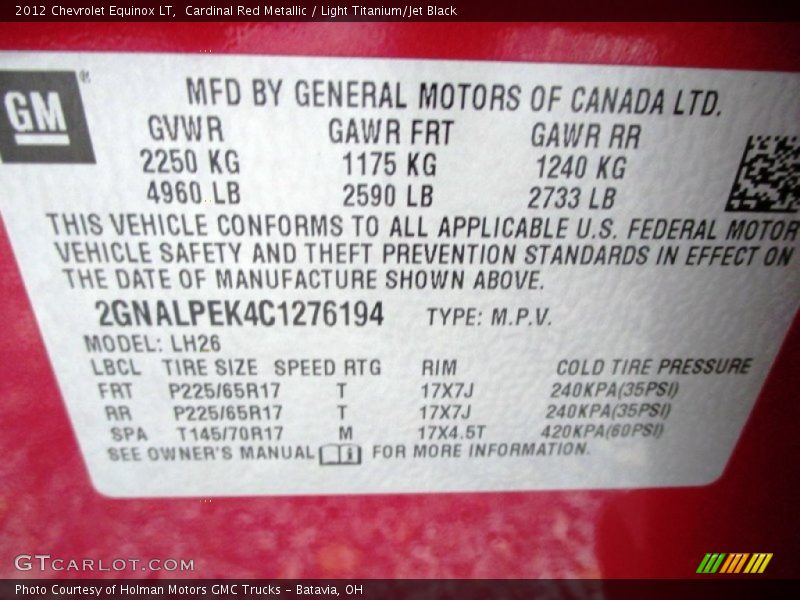 2012 Chevrolet Equinox LT, Cardinal Red Metallic / Light Titanium/Jet Black
GM®
MFD BY GENERAL MOTORS OF CANADA LTD.
GVWR GAWR FRT GAWR RR
2250 KG 1175 KG 1240 KG
4960 LB 2590 LB 2733 LB
THIS VEHICLE CONFORMS TO ALL APPLICABLE U.S. FEDERAL MOTOR
VEHICLE SAFETY AND THEFT PREVENTION STANDARDS IN EFFECT ON
THE DATE OF MANUFACTURE SHOWN ABOVE.
2GNALPEK4C1276194 TYPE: M.P.V.
MODEL: LH26
LBCL TIRE SIZE SPEED RTG RIM COLD TIRE PRESSURE
FRT P225/65R17 T 17X7J 240KPA(35PSI)
RR P225/65R17 T 17X7J 240KPA(35PSI)
SPA T145/70R17 M 17X4.5T 420KPA(60PSI)
SEE OWNER'S MANUAL FOR MORE INFORMATION.
GTCARLOT.COM
Photo Courtesy of Holman Motors GMC Trucks – Batavia, OH